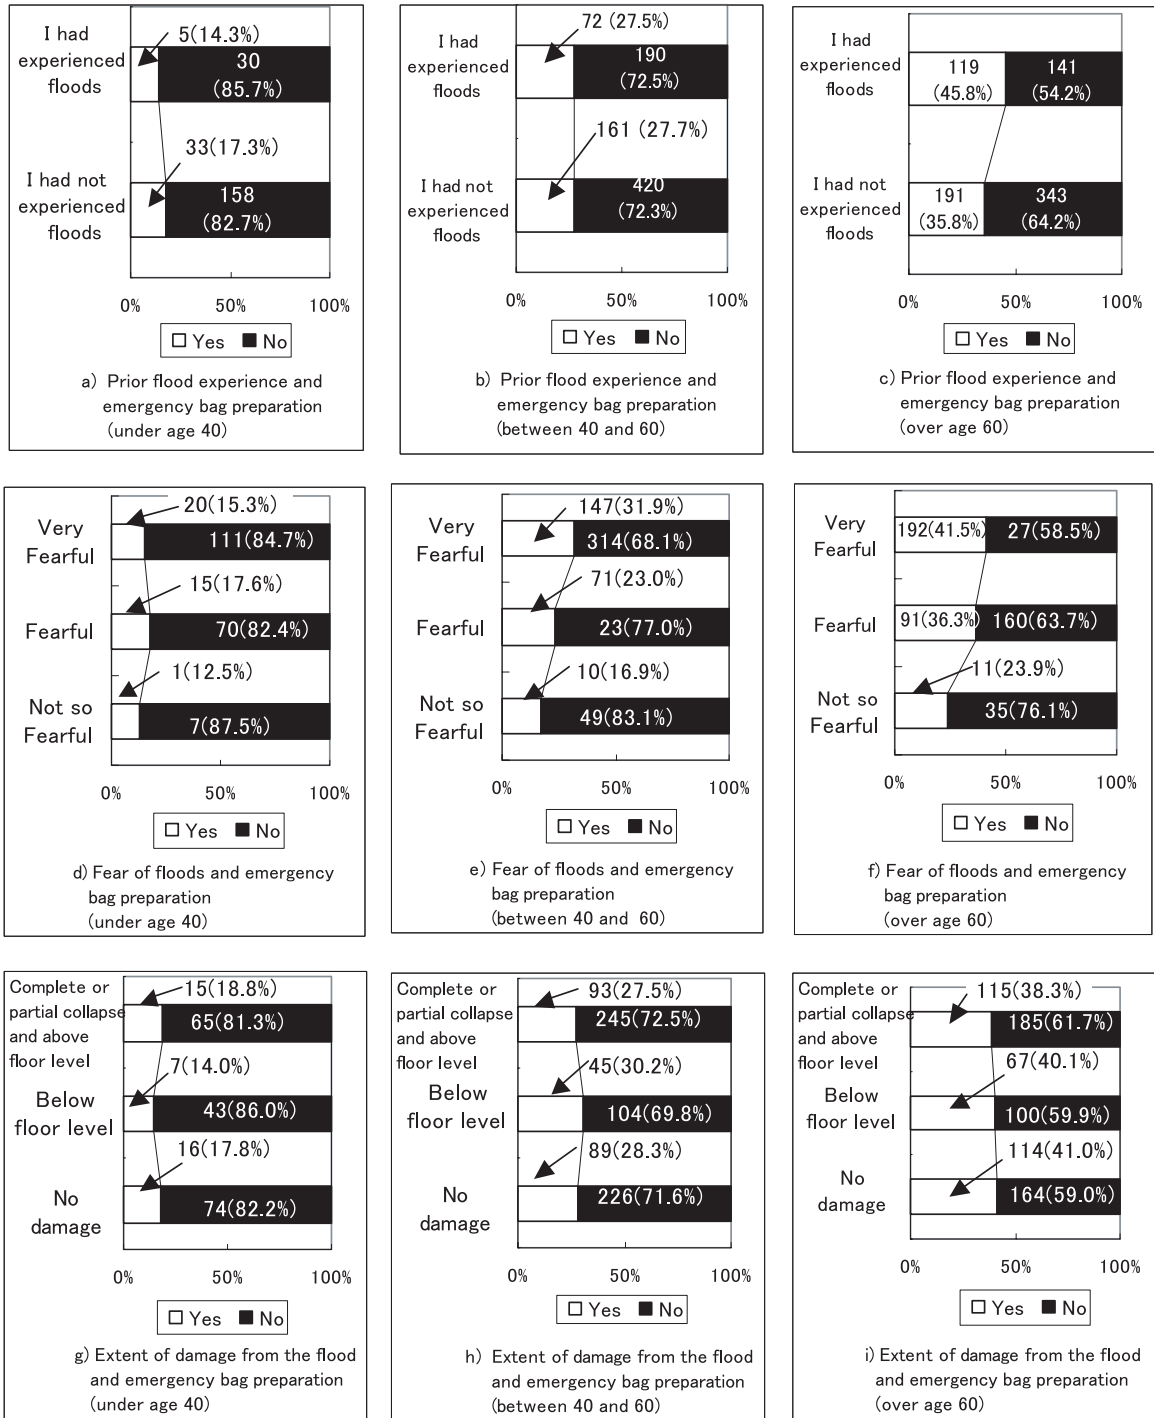 I had
experienced
floods
5(14.3%)
30
(85.7%)
33(17.3%)
I had not
experienced
floods
158
(82.7%)
0% 50% 100%
Yes No
a) Prior flood experience and
emergency bag preparation
(under age 40)
72 (27.5%)
I had
experienced
floods
190
(72.5%)
161 (27.7%)
I had not
experienced
floods
420
(72.3%)
0% 50% 100%
Yes No
b) Prior flood experience and
emergency bag preparation
(between 40 and 60)
I had
experienced
floods
119
(45.8%)
141
(54.2%)
I had not
experienced
floods
191
(35.8%)
343
(64.2%)
0% 50% 100%
Yes No
c) Prior flood experience and
emergency bag preparation
(over age 60)
20(15.3%)
Very
Fearful
111(84.7%)
15(17.6%)
Fearful
70(82.4%)
1(12.5%)
Not so
Fearful
7(87.5%)
0% 50% 100%
Yes No
d) Fear of floods and emergency
bag preparation
(under age 40)
147(31.9%)
Very
Fearful
314(68.1%)
71(23.0%)
Fearful
23(77.0%)
10(16.9%)
Not so
Fearful
49(83.1%)
0% 50% 100%
Yes No
e) Fear of floods and emergency
bag preparation
(between 40 and 60)
Very
Fearful
192(41.5%) 27(58.5%)
Fearful
91(36.3%) 160(63.7%)
11(23.9%)
Not so
Fearful
35(76.1%)
0% 50% 100%
Yes No
f) Fear of floods and emergency
bag preparation
(over age 60)
Complete or
partial collapse
and above
floor level
15(18.8%)
65(81.3%)
7(14.0%)
Below
floor level
43(86.0%)
16(17.8%)
No
damage
74(82.2%)
0% 50% 100%
Yes No
g) Extent of damage from the flood
and emergency bag preparation
(under age 40)
Complete or
partial collapse
and above
floor level
93(27.5%)
245(72.5%)
45(30.2%)
Below
floor level
104(69.8%)
89(28.3%)
No
damage
226(71.6%)
0% 50% 100%
Yes No
h) Extent of damage from the flood
and emergency bag preparation
(between 40 and 60)
Complete or
partial collapse
and above
floor level
115(38.3%)
185(61.7%)
67(40.1%)
Below
floor level
100(59.9%)
114(41.0%)
No
damage
164(59.0%)
0% 50% 100%
Yes No
i) Extent of damage from the flood
and emergency bag preparation
(over age 60)